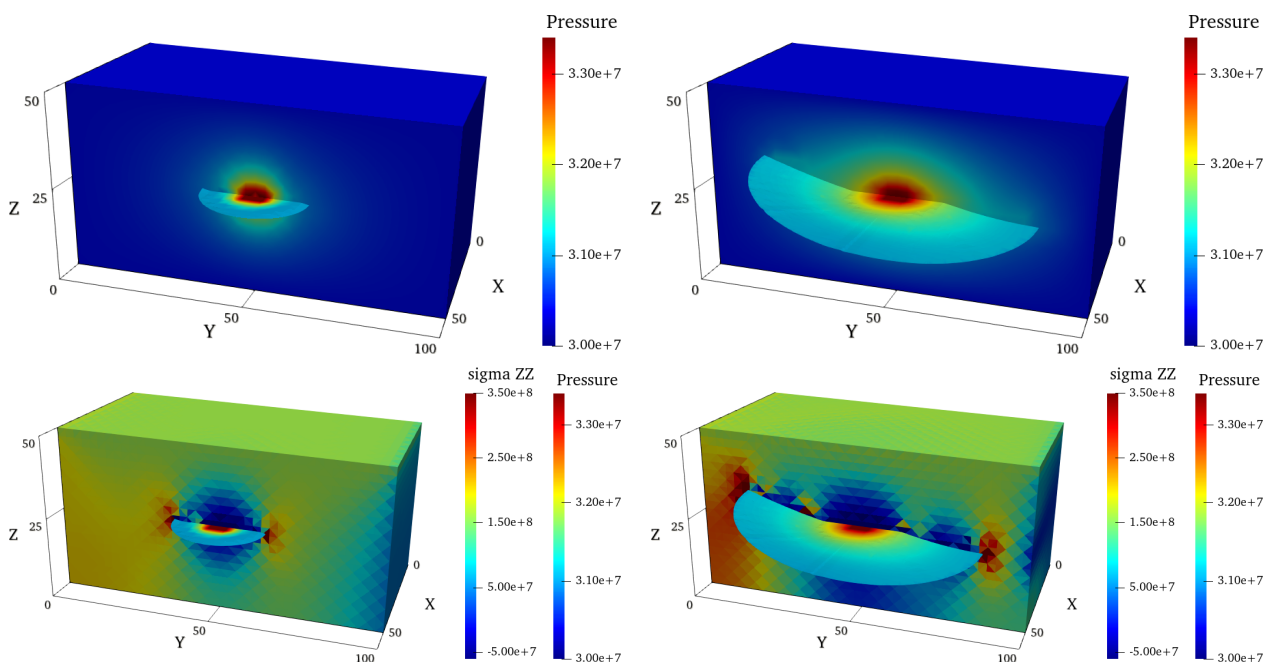 Pressure
3.30e+7
3.20e+7
3.10e+7
3.00e+7
50
25
Z
0
50
Y
100
50
X
0
Pressure
3.30e+7
3.20e+7
3.10e+7
3.00e+7
50
25
Z
0
50
Y
100
50
X
0
sigma ZZ
3.50e+8
2.50e+8
1.50e+8
5.00e+7
-5.00e+7
Pressure
3.30e+7
3.20e+7
3.10e+7
3.00e+7
50
25
Z
0
50
Y
100
50
X
0
sigma ZZ
3.50e+8
2.50e+8
1.50e+8
5.00e+7
-5.00e+7
Pressure
3.30e+7
3.20e+7
3.10e+7
3.00e+7
50
25
Z
0
50
Y
100
50
X
0